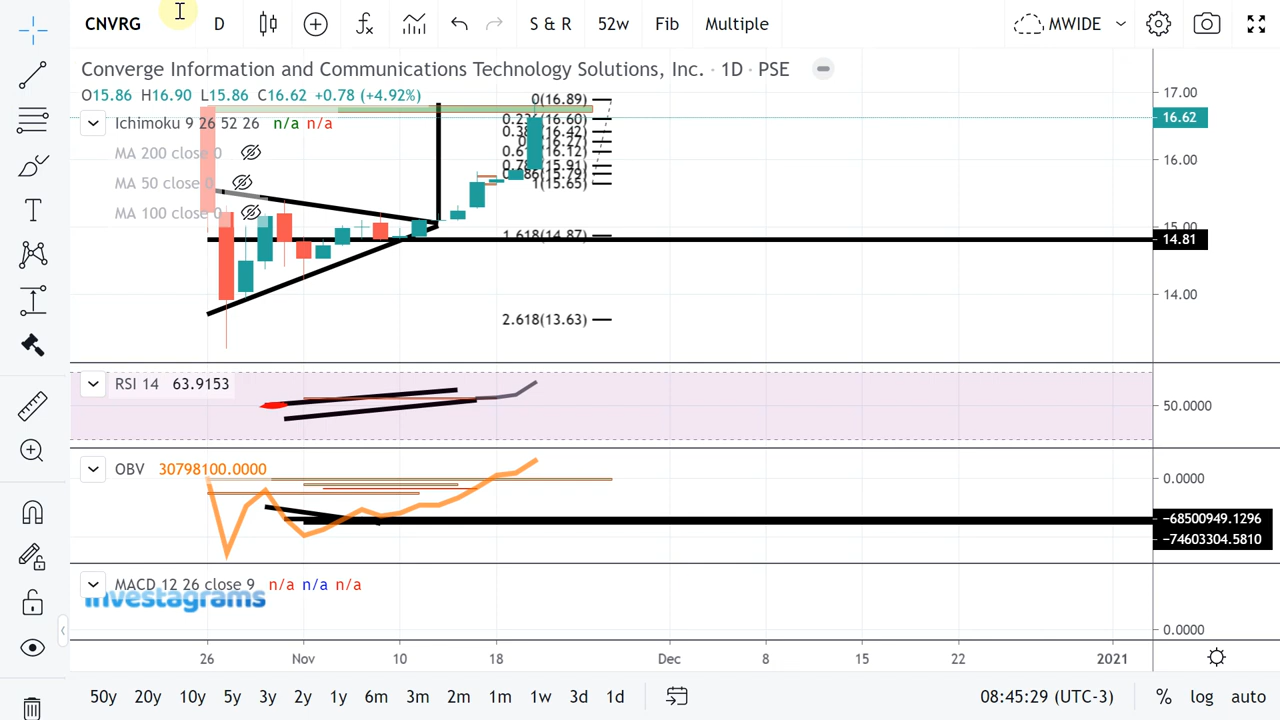 CNVRG D S & R 52w Fib Multiple MWIDE
Converge Information and Communications Technology Solutions, Inc. · 1D · PSE
O15.86 H16.90 L15.86 C16.62 +0.78 (+4.92%)
Ichimoku 9 26 52 26 n/a n/a
MA 200 close 0
MA 50 close 0
MA 100 close 0
0(16.89)
(16.60)
(16.42)
(16.12)
(15.91)
(15.79)
1(15.65)
1.618(14.87)
2.618(13.63)
17.00
16.62
16.00
15.00
14.81
14.00
RSI 14 63.9153
50.0000
OBV 30798100.0000
0.0000
−68500949.1296
−74603304.5810
MACD 12 26 close 9 n/a n/a n/a
investagrams
0.0000
26 Nov 10 18 Dec 8 15 22 2021
50y 20y 10y 5y 3y 2y 1y 6m 3m 2m 1m 1w 3d 1d 08:45:29 (UTC-3) % log auto